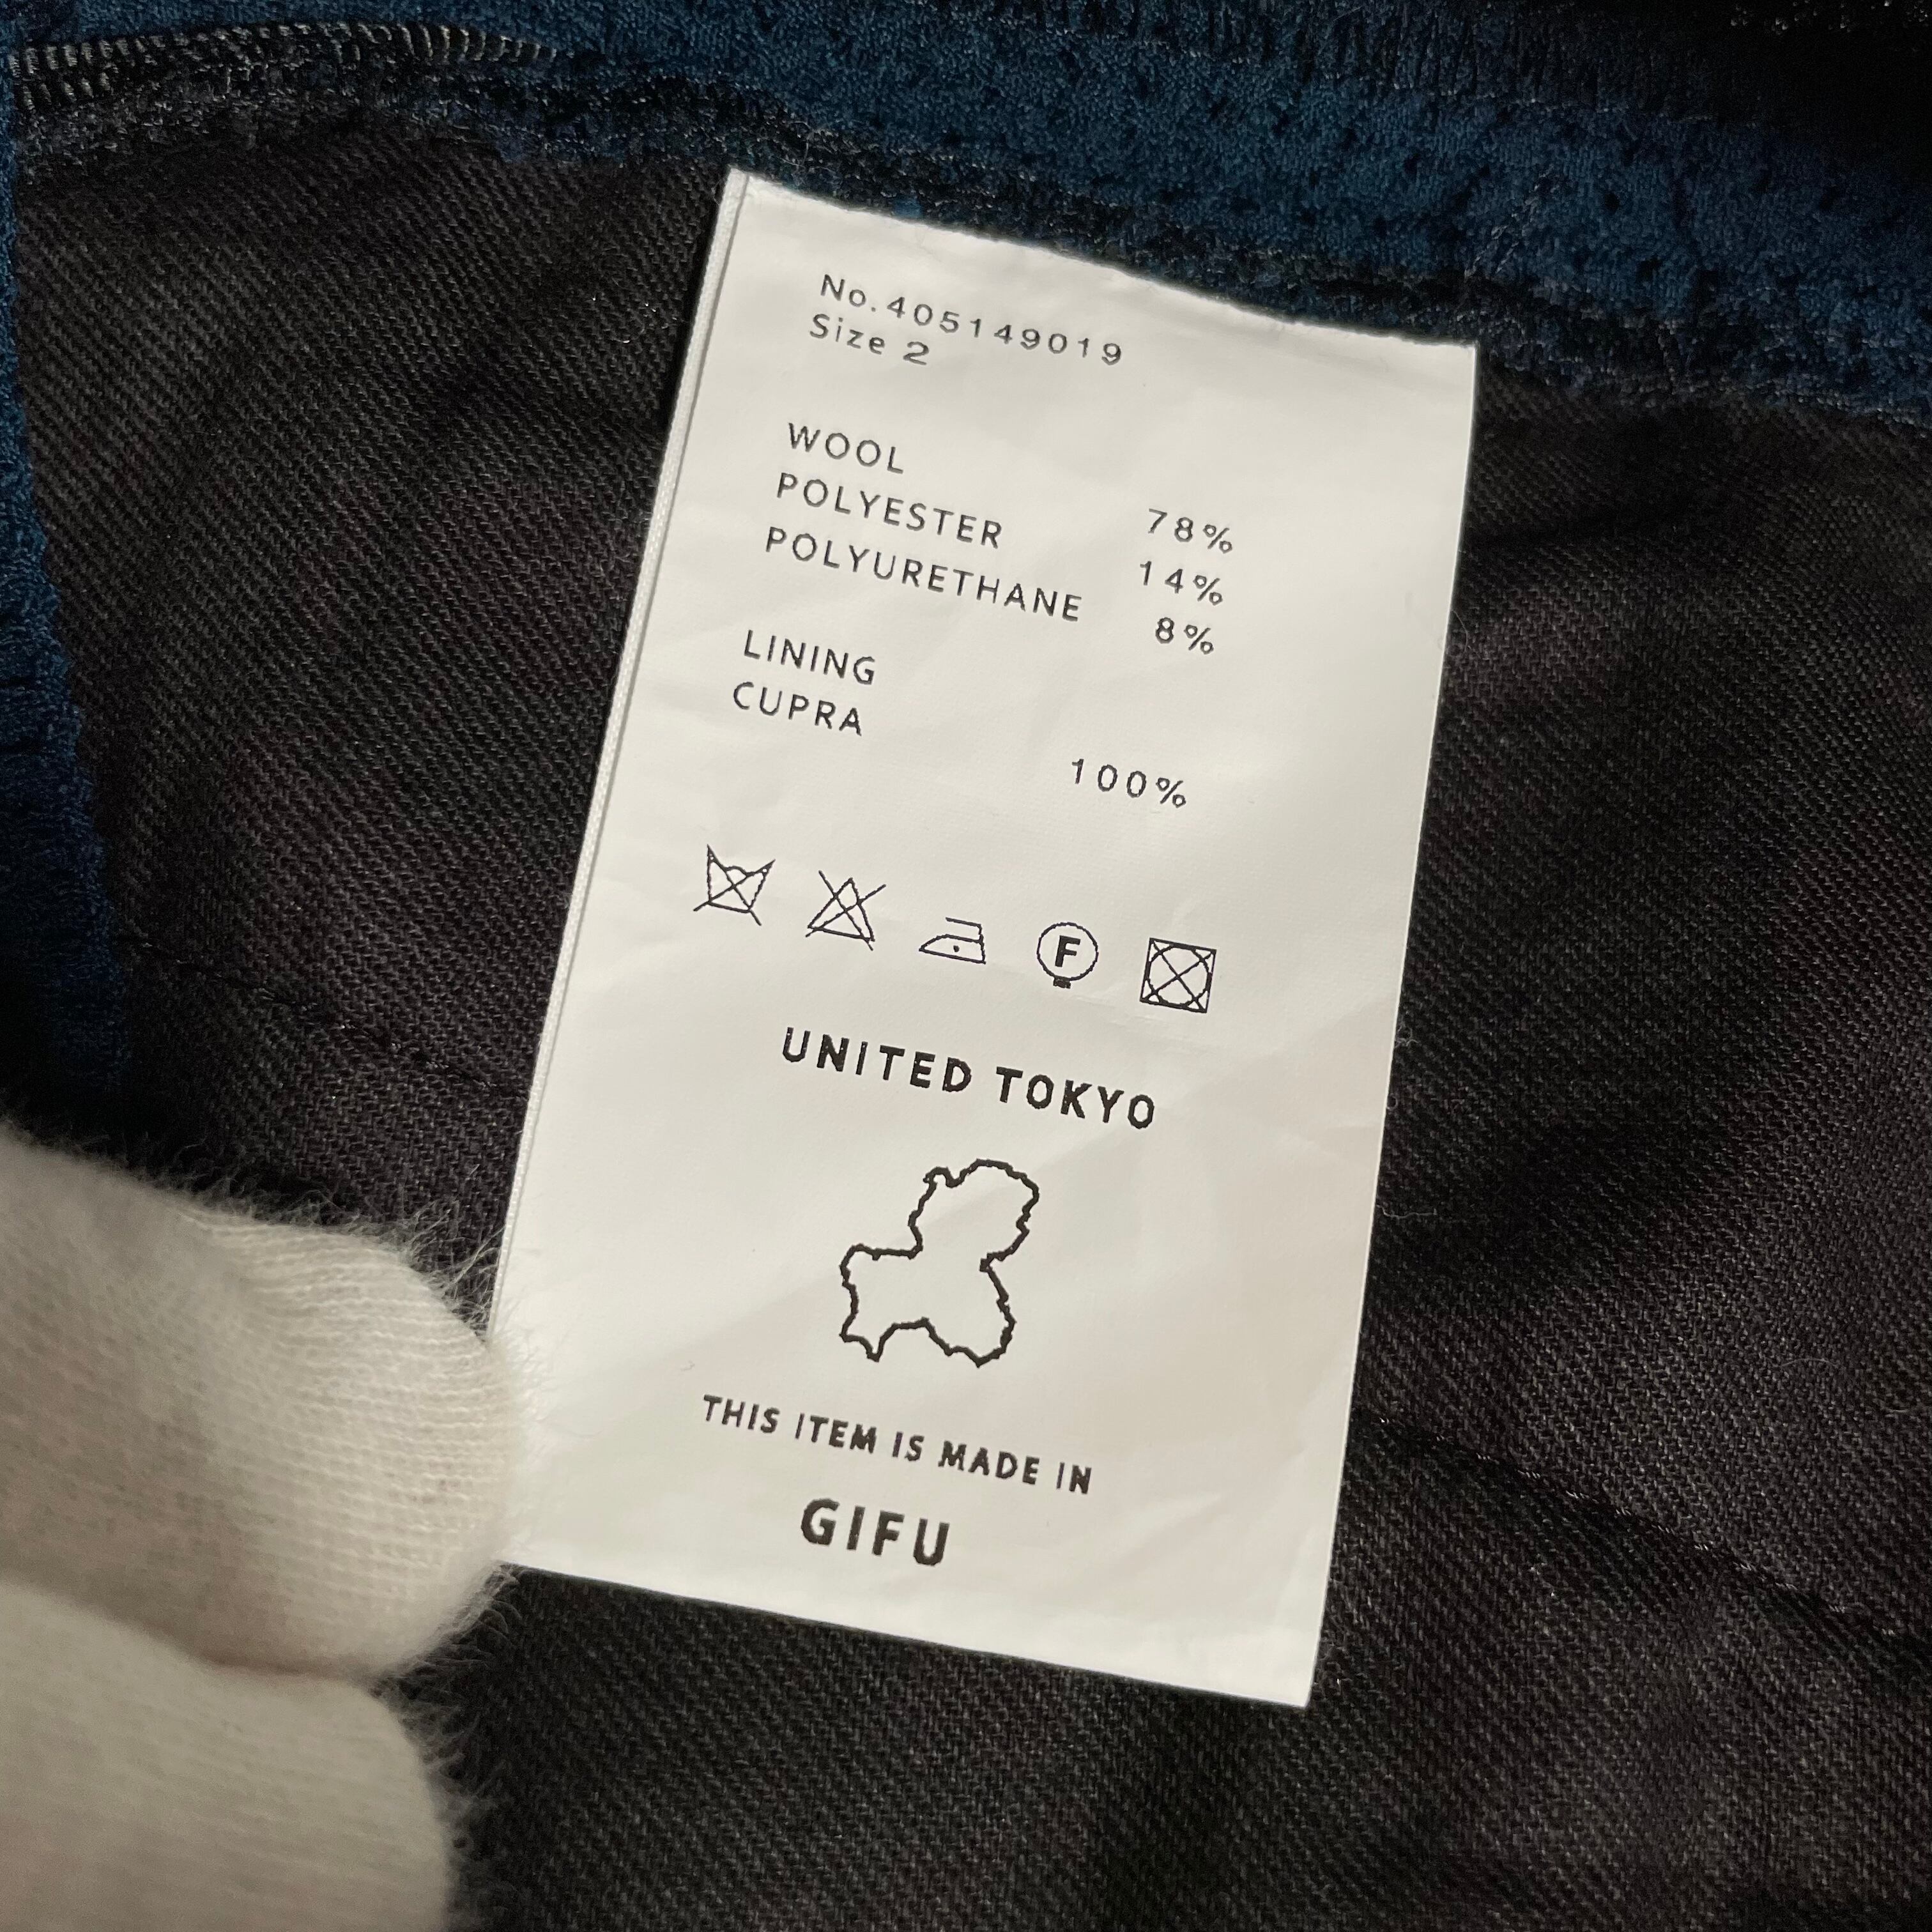 No.405149019
Size 2
WOOL 78%
POLYESTER 14%
POLYURETHANE 8%
LINING
CUPRA 100%
F
UNITED TOKYO
THIS ITEM IS MADE IN
GIFU